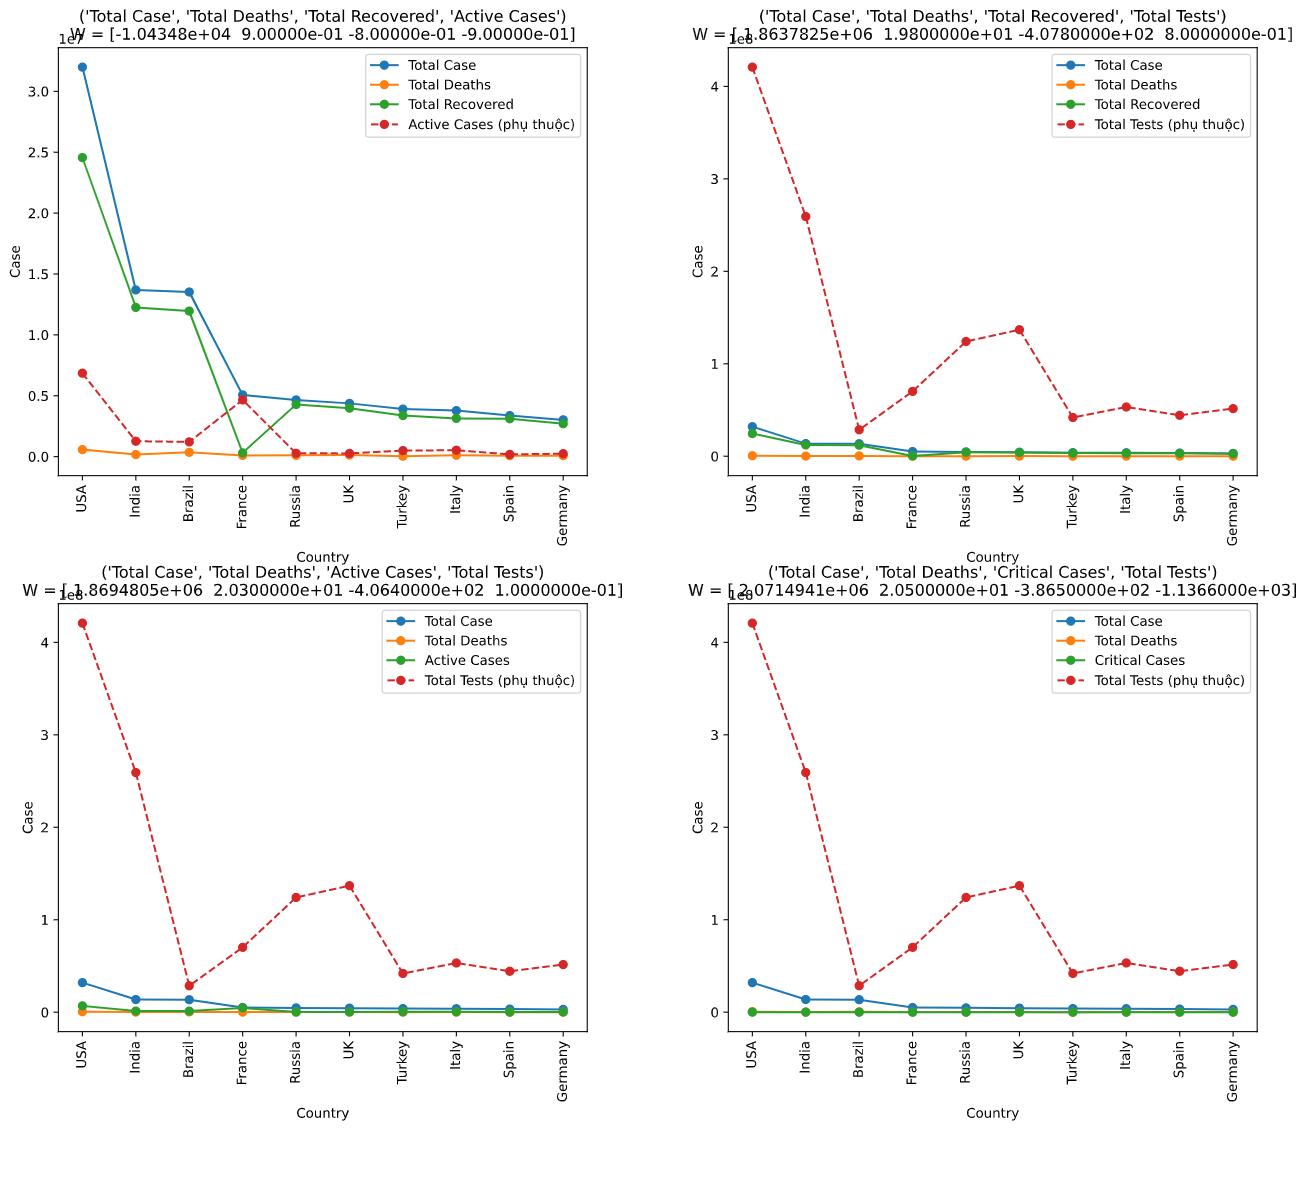 ('Total Case', 'Total Deaths', 'Total Recovered', 'Active Cases')
W = [-1.04348e+04 9.00000e-01 -8.00000e-01 -9.00000e-01]
1e7
Total Case
Total Deaths
Total Recovered
Active Cases (phụ thuộc)
3.0
2.5
2.0
1.5
1.0
0.5
0.0
Case
USA
India
Brazil
France
Russia
UK
Turkey
Italy
Spain
Germany
Country
('Total Case', 'Total Deaths', 'Total Recovered', 'Total Tests')
W = [ 1.8637825e+06 1.9800000e+01 -4.0780000e+02 8.0000000e-01]
1e8
Total Case
Total Deaths
Total Recovered
Total Tests (phụ thuộc)
4
3
2
1
0
Case
USA
India
Brazil
France
Russia
UK
Turkey
Italy
Spain
Germany
Country
('Total Case', 'Total Deaths', 'Active Cases', 'Total Tests')
W = [ 1.8694805e+06 2.0300000e+01 -4.0640000e+02 1.0000000e-01]
1e8
Total Case
Total Deaths
Active Cases
Total Tests (phụ thuộc)
4
3
2
1
0
Case
USA
India
Brazil
France
Russia
UK
Turkey
Italy
Spain
Germany
Country
('Total Case', 'Total Deaths', 'Critical Cases', 'Total Tests')
W = [ 2.0714941e+06 2.0500000e+01 -3.8650000e+02 -1.1366000e+03]
1e8
Total Case
Total Deaths
Critical Cases
Total Tests (phụ thuộc)
4
3
2
1
0
Case
USA
India
Brazil
France
Russia
UK
Turkey
Italy
Spain
Germany
Country